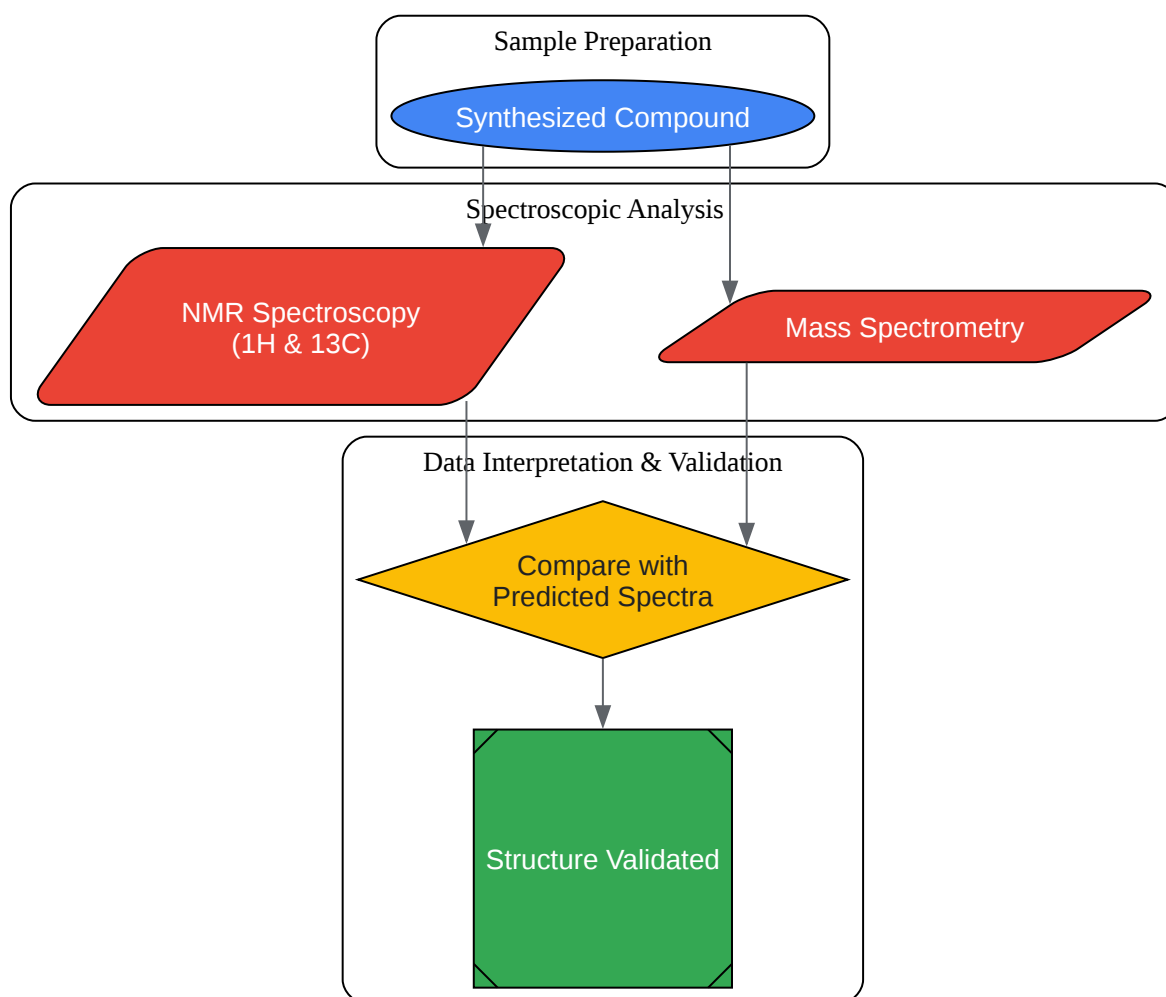 Sample Preparation
Synthesized Compound
Spectroscopic Analysis
NMR Spectroscopy
(1H & 13C)
Mass Spectrometry
Data Interpretation & Validation
Compare with
Predicted Spectra
Structure Validated